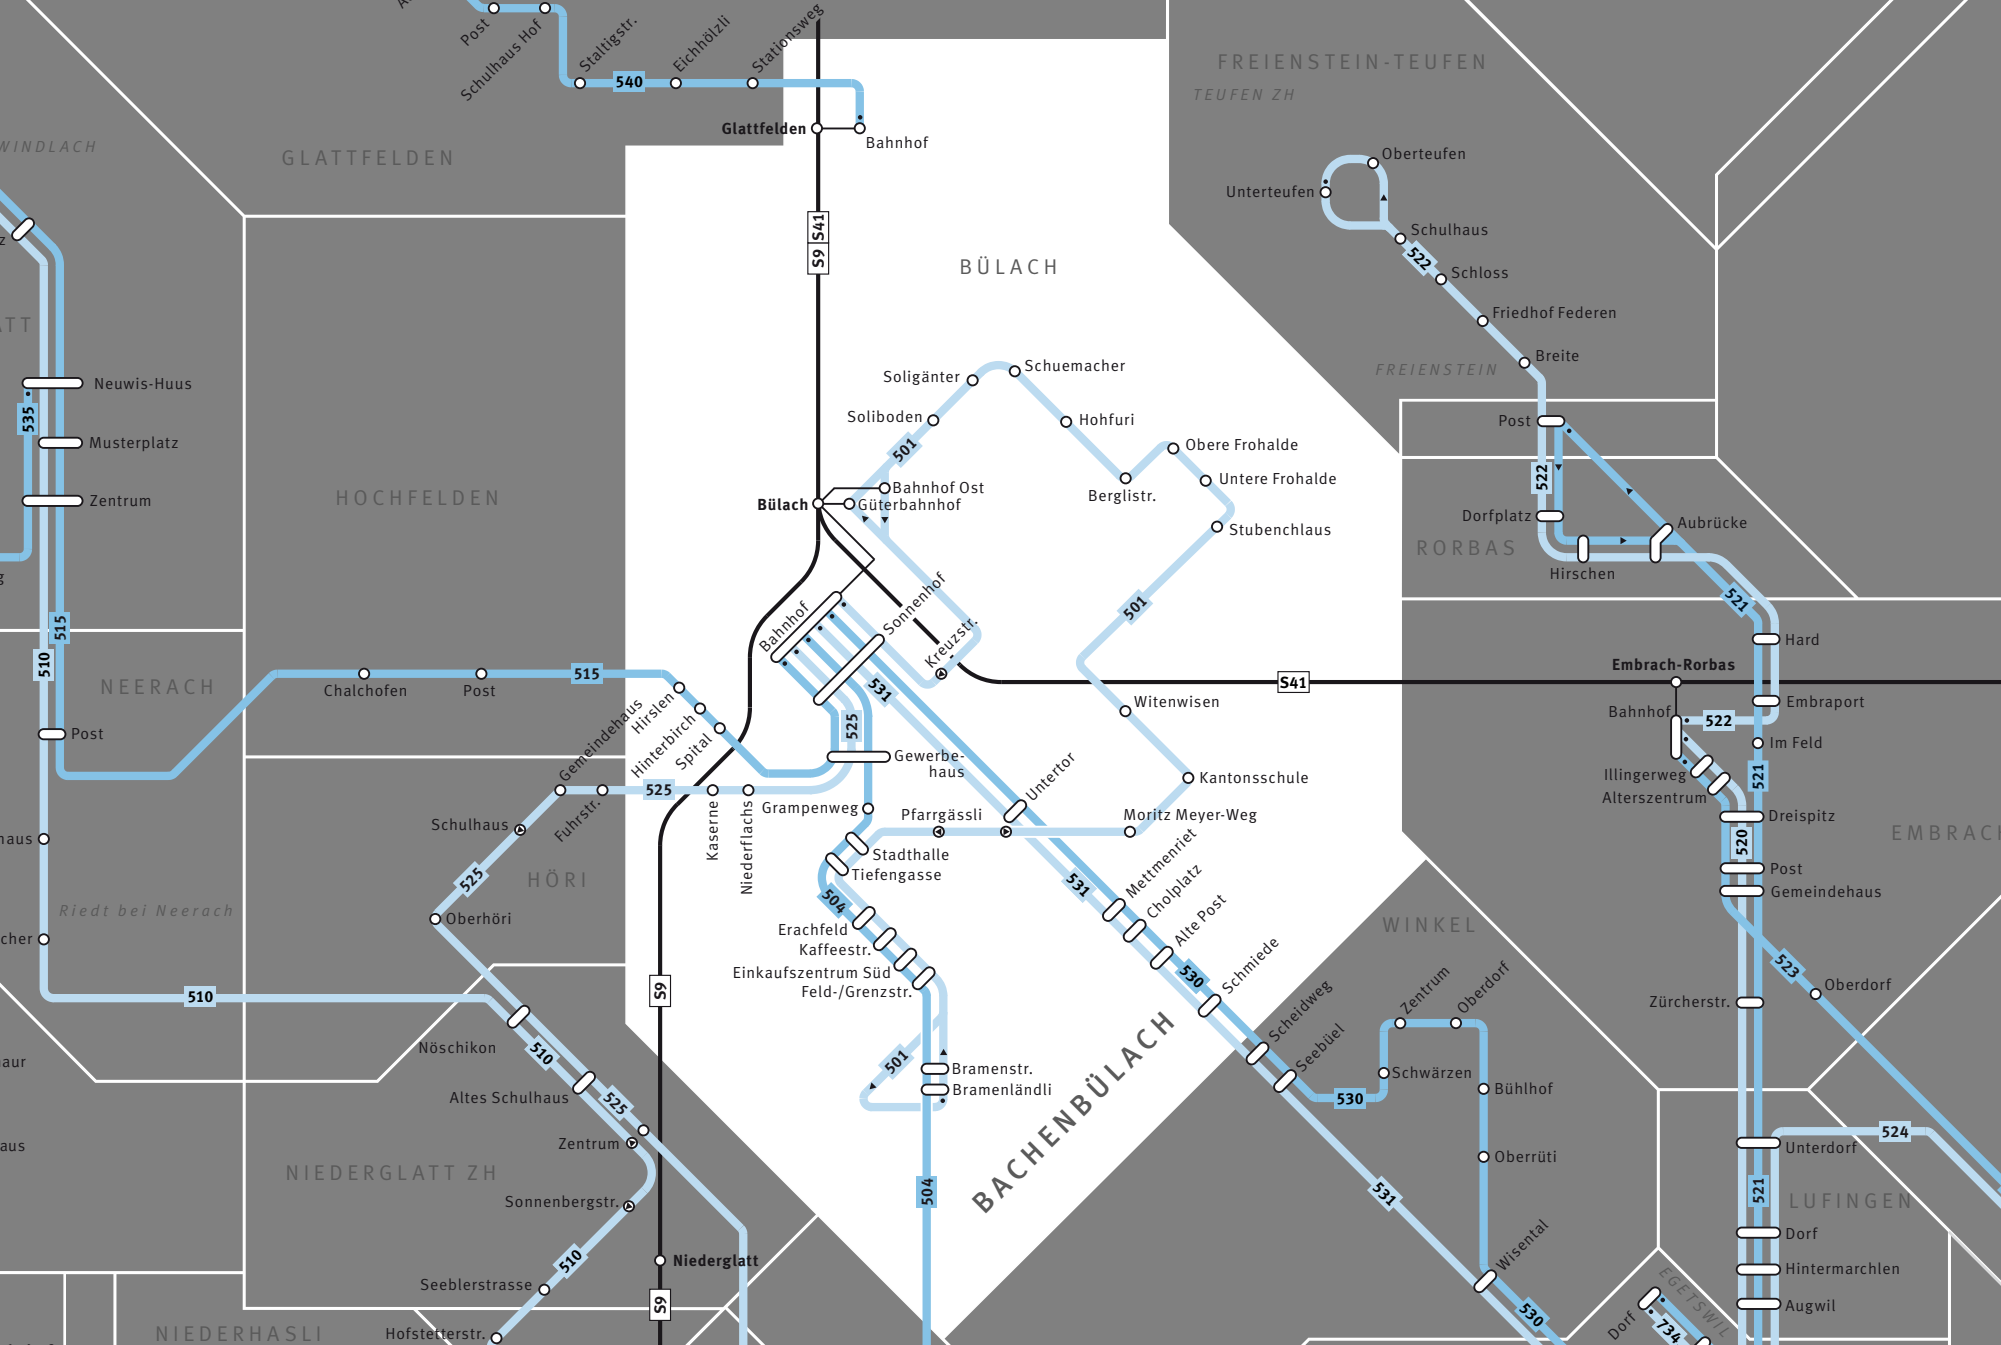 Post
Schulhaus Hof
Staltigstr.
540
Eichhölzli
Stationsweg
Glattfelden
Bahnhof
FREIENSTEIN-TEUFEN
TEUFEN ZH
WINDLACH
GLATTFELDEN
Oberteufen
Unterteufen
S41
S9
Schulhaus
522
Schloss
BÜLACH
Friedhof Federen
ATT
Breite
FREIENSTEIN
Neuwis-Huus
535
Musterplatz
Zentrum
Soligänter
Schuemacher
Soliboden
Hohfuri
501
Obere Frohalde
Untere Frohalde
Berglistr.
Stubenchlaus
Post
522
Dorfplatz
RORBAS
Aubrücke
Hirschen
HOCHFELDEN
Bahnhof Ost
Bülach
Güterbahnhof
515
510
Bahnhof
Sonnenhof
Kreuzstr.
501
521
Hard
Embrach-Rorbas
S41
NEERACH
Chalchofen
Post
515
Hirslen
Hinterbirch
Spital
Gemeindehaus
531
525
Witenwisen
Bahnhof
522
Embraport
Im Feld
Post
Gewerbe-
haus
Untertor
Kantonsschule
Illingerweg
Alterszentrum
521
525
Fuhrstr.
Kaserne
Niederflachs
Grampenweg
Pfarrgässli
Moritz Meyer-Weg
Dreispitz
EMBRACH
Schulhaus
haus
Stadthalle
Tiefengasse
520
Post
Gemeindehaus
525
HÖRI
504
531
Mettmenriet
Cholplatz
Alte Post
Riedt bei Neerach
Oberhöri
cher
Erachfeld
Kaffeestr.
Einkaufszentrum Süd
Feld-/Grenzstr.
530
Schmiede
WINKEL
523
Oberdorf
510
S9
Scheidweg
Seebüel
Zentrum
Oberdorf
Zürcherstr.
Nöschikon
510
aur
501
Bramenstr.
Bramenländli
Schwärzen
530
Bühlhof
Altes Schulhaus
525
BACHENBÜLACH
aus
Zentrum
524
Unterdorf
Oberrüti
NIEDERGLATT ZH
Sonnenbergstr.
504
531
521
LUFINGEN
510
Niederglatt
Wisental
Dorf
Seeblerstrasse
S9
530
EGETSWIL
Hintermarchlen
NIEDERHASLI
Hofstetterstr.
Dorf
734
Augwil